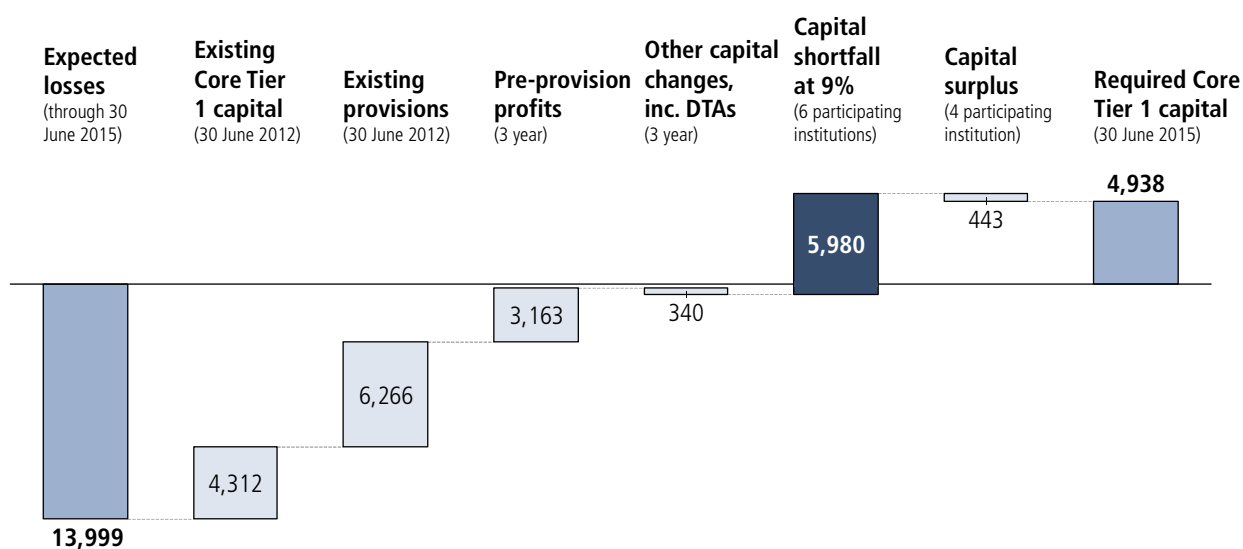 Expected
losses
(through 30
June 2015)
Existing
Core Tier
1 capital
(30 June 2012)
Existing
provisions
(30 June 2012)
Pre-provision
profits
(3 year)
Other capital
changes,
inc. DTAs
(3 year)
Capital
shortfall
at 9%
(6 participating
institutions)
Capital
surplus
(4 participating
institution)
Required Core
Tier 1 capital
(30 June 2015)
4,938
443
5,980
3,163
340
6,266
4,312
13,999